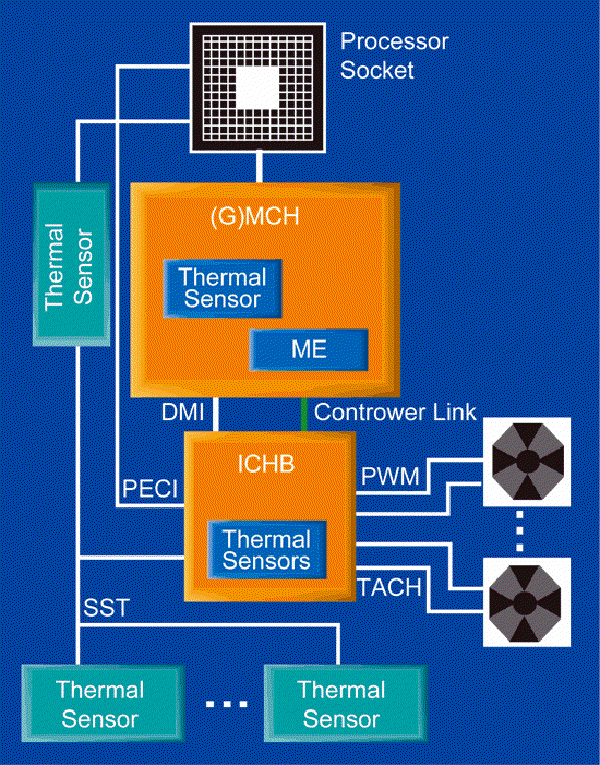 Processor
Socket
(G)MCH
Thermal
Sensor
Thermal
Sensor
ME
DMI
Contrower Link
ICHB
PECI
PWM
Thermal
Sensors
TACH
SST
Thermal
Sensor
Thermal
Sensor